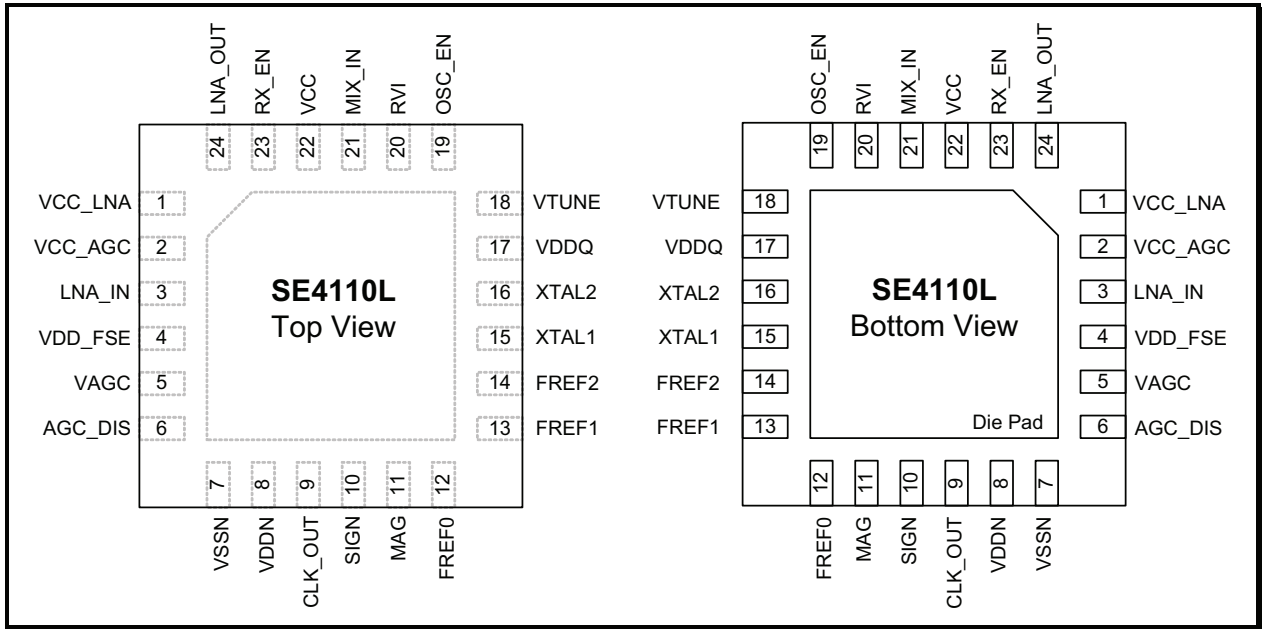 LNA_OUT RX_EN VCC MIX_IN RVI OSC_EN
24 23 22 21 20 19
VCC_LNA 1 18 VTUNE
VCC_AGC 2 17 VDDQ
LNA_IN 3 16 XTAL2
VDD_FSE 4 15 XTAL1
VAGC 5 14 FREF2
AGC_DIS 6 13 FREF1
SE4110L
Top View
7 8 9 10 11 12
VSSN VDDN CLK_OUT SIGN MAG FREF0
OSC_EN RVI MIX_IN VCC RX_EN LNA_OUT
19 20 21 22 23 24
VTUNE 18 1 VCC_LNA
VDDQ 17 2 VCC_AGC
XTAL2 16 3 LNA_IN
XTAL1 15 4 VDD_FSE
FREF2 14 5 VAGC
FREF1 13 6 AGC_DIS
SE4110L
Bottom View
Die Pad
12 11 10 9 8 7
FREF0 MAG SIGN CLK_OUT VDDN VSSN